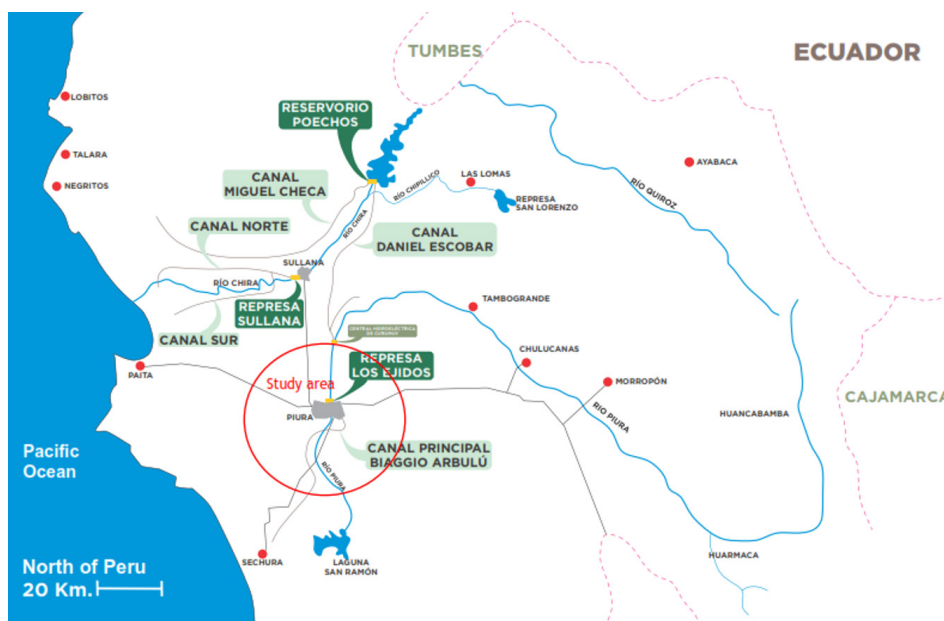 TUMBES
ECUADOR
LOBITOS
RESERVORIO
POECHOS
TALARA
AYABACA
CANAL
MIGUEL CHECA
LAS LOMAS
NEGRITOS
RÍO CHIPILLICO
RÍO QUIROZ
REPRESA
SAN LORENZO
CANAL NORTE
RÍO CHIRA
CANAL
DANIEL ESCOBAR
SULLANA
RÍO CHIRA
REPRESA
SULLANA
TAMBOGRANDE
CANAL SUR
CENTRAL HIDROELÉCTRICA
DE CURUMUY
CHULUCANAS
REPRESA
LOS EJIDOS
PAITA
Study area
MORROPÓN
CAJAMARCA
PIURA
RIO PIURA
HUANCABAMBA
CANAL PRINCIPAL
BIAGGIO ARBULÚ
Pacific
Ocean
RÍO PIURA
North of Peru
20 Km.
SECHURA
LAGUNA
SAN RAMÓN
HUARMACA